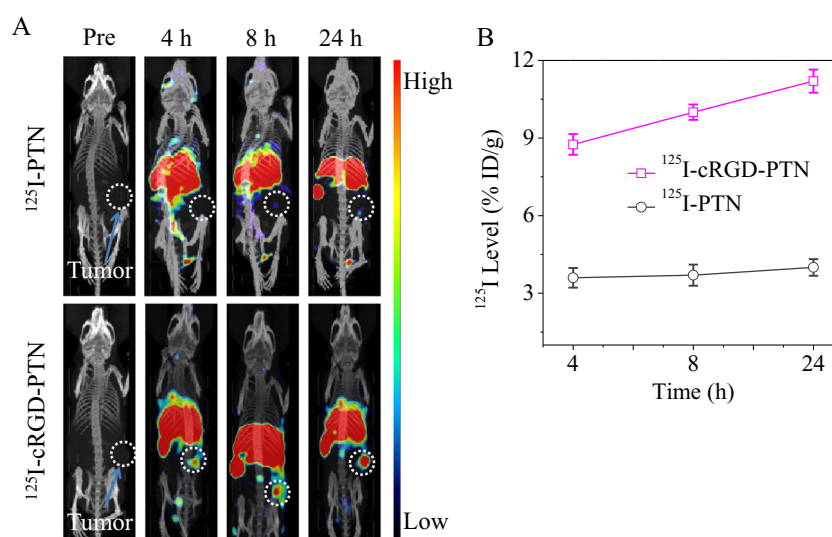 A
Pre
4 h
8 h
24 h
High
¹²⁵I-PTN
Tumor
¹²⁵I-cRGD-PTN
Tumor
Low
B
12
9
6
3
¹²⁵I Level (% ID/g)
¹²⁵I-cRGD-PTN
¹²⁵I-PTN
4
8
24
Time (h)